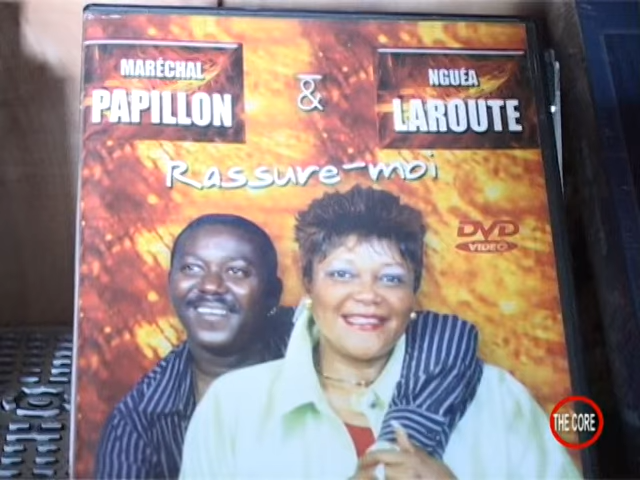 MARÉCHAL
PAPILLON
&
NGUÉA
LAROUTE
Rassure-moi
DVD
VIDEO
THE CORE